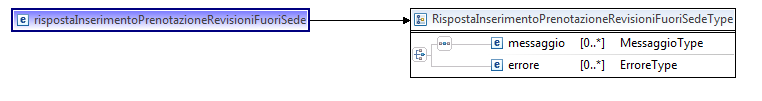 e rispostaInserimentoPrenotazioneRevisioniFuoriSede
RispostaInserimentoPrenotazioneRevisioniFuoriSedeType
e messaggio [0..*] MessaggioType
e errore [0..*] ErroreType